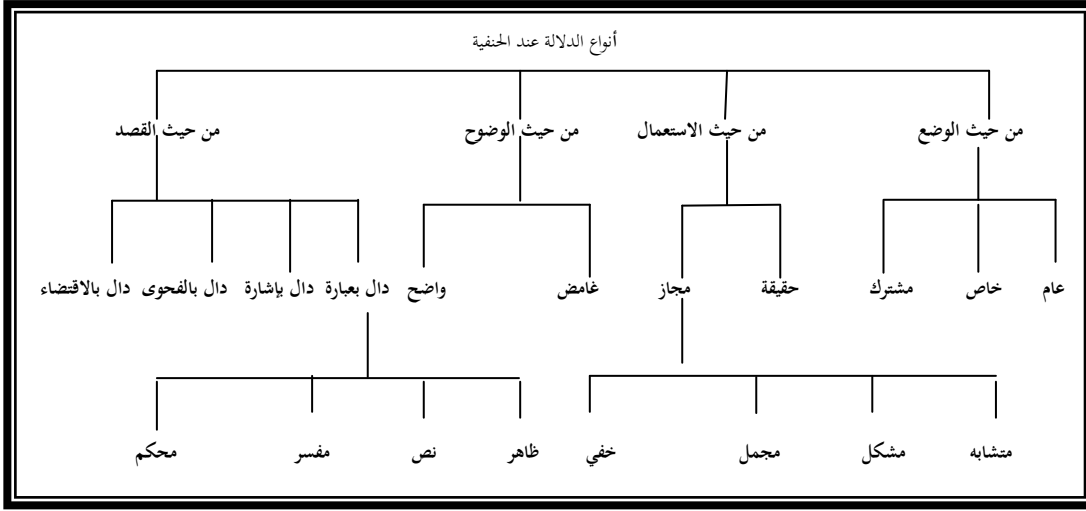 أنواع الدلالة عند الحنفية
من حيث الوضع من حيث الاستعمال من حيث الوضوح من حيث القصد
عام خاص مشترك حقيقة مجاز غامض واضح دال بعبارة دال بإشارة دال بالفحوى دال بالاقتضاء
متشابه مشكل مجمل خفي ظاهر نص مفسر محكم